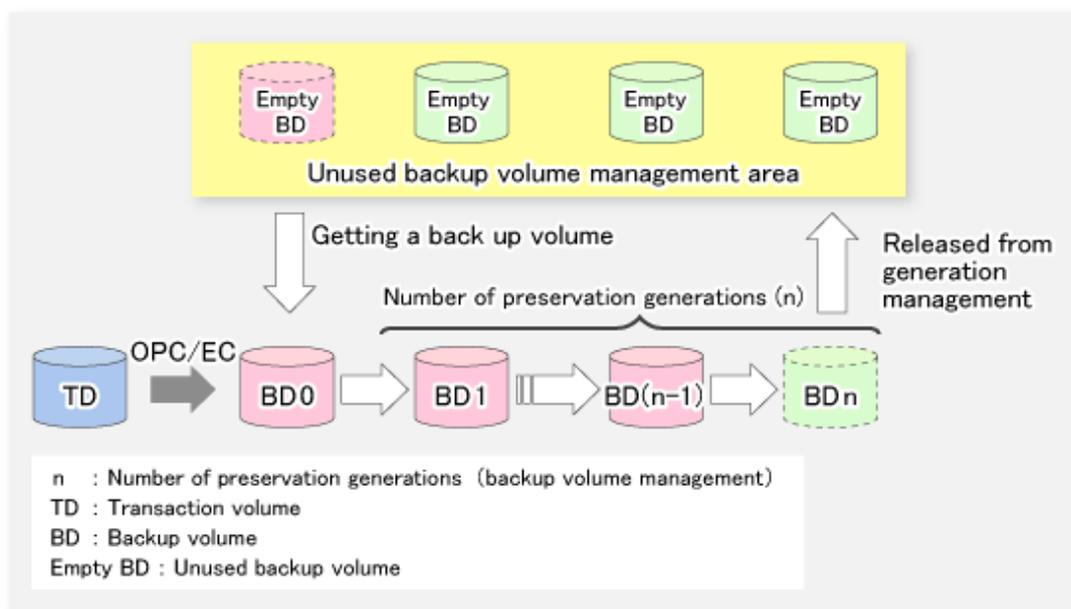 Empty
BD
Empty
BD
Empty
BD
Empty
BD
Unused backup volume management area
Getting a back up volume
Released from
generation
management
Number of preservation generations (n)
OPC/EC
TD
BD0
BD1
BD(n-1)
BDn
n : Number of preservation generations (backup volume management)
TD : Transaction volume
BD : Backup volume
Empty BD : Unused backup volume